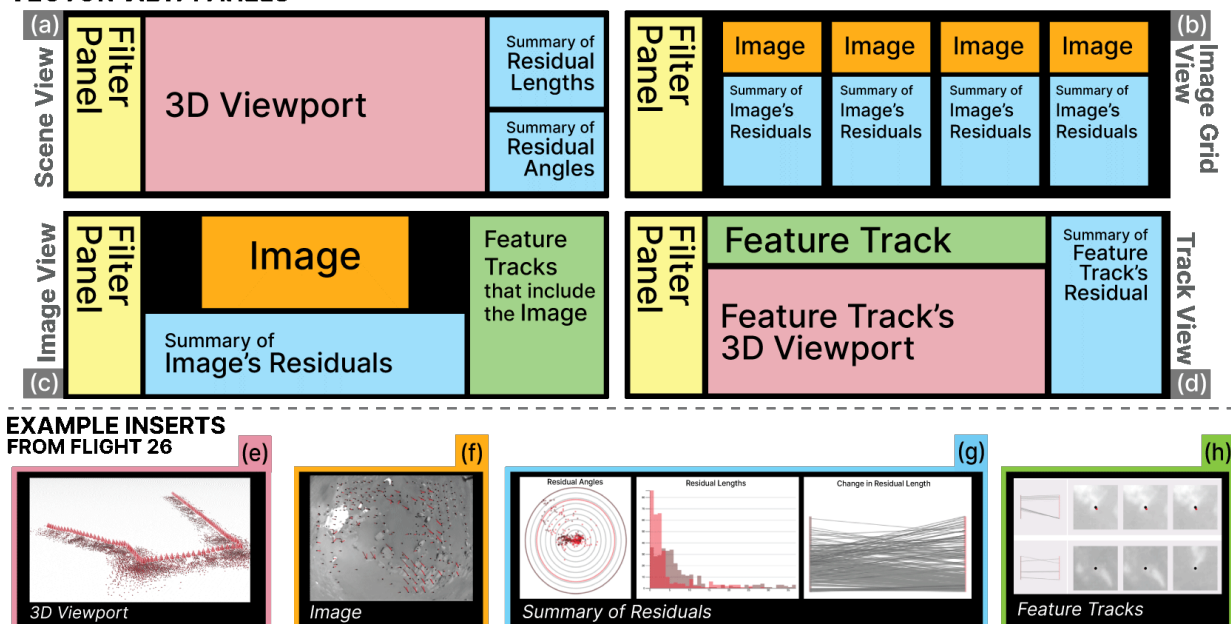 (a)
Scene View
Filter
Panel
3D Viewport
Summary of
Residual
Lengths
Summary of
Residual
Angles
(b)
Image Grid
View
Filter
Panel
Image
Image
Image
Image
Summary of
Image's
Residuals
Summary of
Image's
Residuals
Summary of
Image's
Residuals
Summary of
Image's
Residuals
(c)
Image View
Filter
Panel
Image
Summary of
Image's Residuals
Feature
Tracks
that include
the Image
(d)
Track View
Filter
Panel
Feature Track
Feature Track's
3D Viewport
Summary of
Feature
Track's
Residual
EXAMPLE INSERTS
FROM FLIGHT 26
(e)
3D Viewport
(f)
Image
(g)
Residual Angles
Residual Lengths
Change in Residual Length
Summary of Residuals
(h)
Feature Tracks